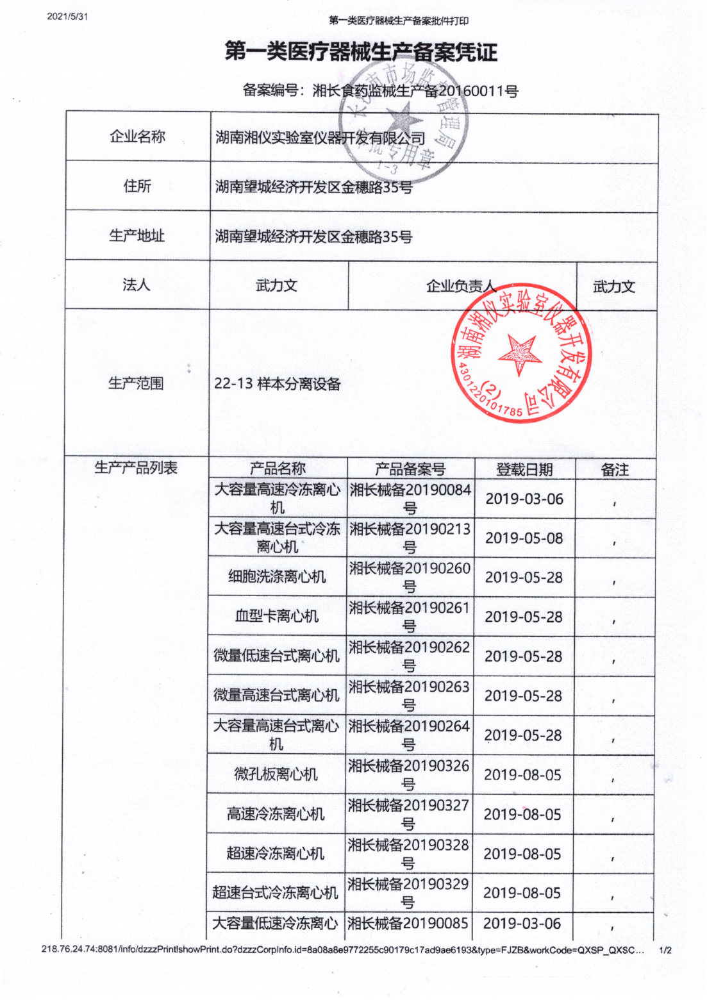 2021/5/31
第一类医疗器械生产备案批件打印
第一类医疗器械生产备案凭证
备案编号：湘长食药监械生产备20160011号
长沙市市场监督管理局
审批专用章
1-3
企业名称
湖南湘仪实验室仪器开发有限公司
住所
湖南望城经济开发区金穗路35号
生产地址
湖南望城经济开发区金穗路35号
法人
武力文
企业负责人
武力文
湖南湘仪实验室仪器开发有限公司
(2)
4301220101785
生产范围
22-13 样本分离设备
生产产品列表
产品名称
产品备案号
登载日期
备注
大容量高速冷冻离心
机
湘长械备20190084
号
2019-03-06
,
大容量高速台式冷冻
离心机
湘长械备20190213
号
2019-05-08
,
细胞洗涤离心机
湘长械备20190260
号
2019-05-28
,
血型卡离心机
湘长械备20190261
号
2019-05-28
,
微量低速台式离心机
湘长械备20190262
号
2019-05-28
,
微量高速台式离心机
湘长械备20190263
号
2019-05-28
,
大容量高速台式离心
机
湘长械备20190264
号
2019-05-28
,
微孔板离心机
湘长械备20190326
号
2019-08-05
,
高速冷冻离心机
湘长械备20190327
号
2019-08-05
,
超速冷冻离心机
湘长械备20190328
号
2019-08-05
,
超速台式冷冻离心机
湘长械备20190329
号
2019-08-05
,
大容量低速冷冻离心
湘长械备20190085
2019-03-06
,
218.76.24.74:8081/info/dzzzPrint!showPrint.do?dzzzCorpInfo.id=8a08a8e9772255c90179c17ad9ae6193&type=FJZB&workCode=QXSP_QXSC...
1/2